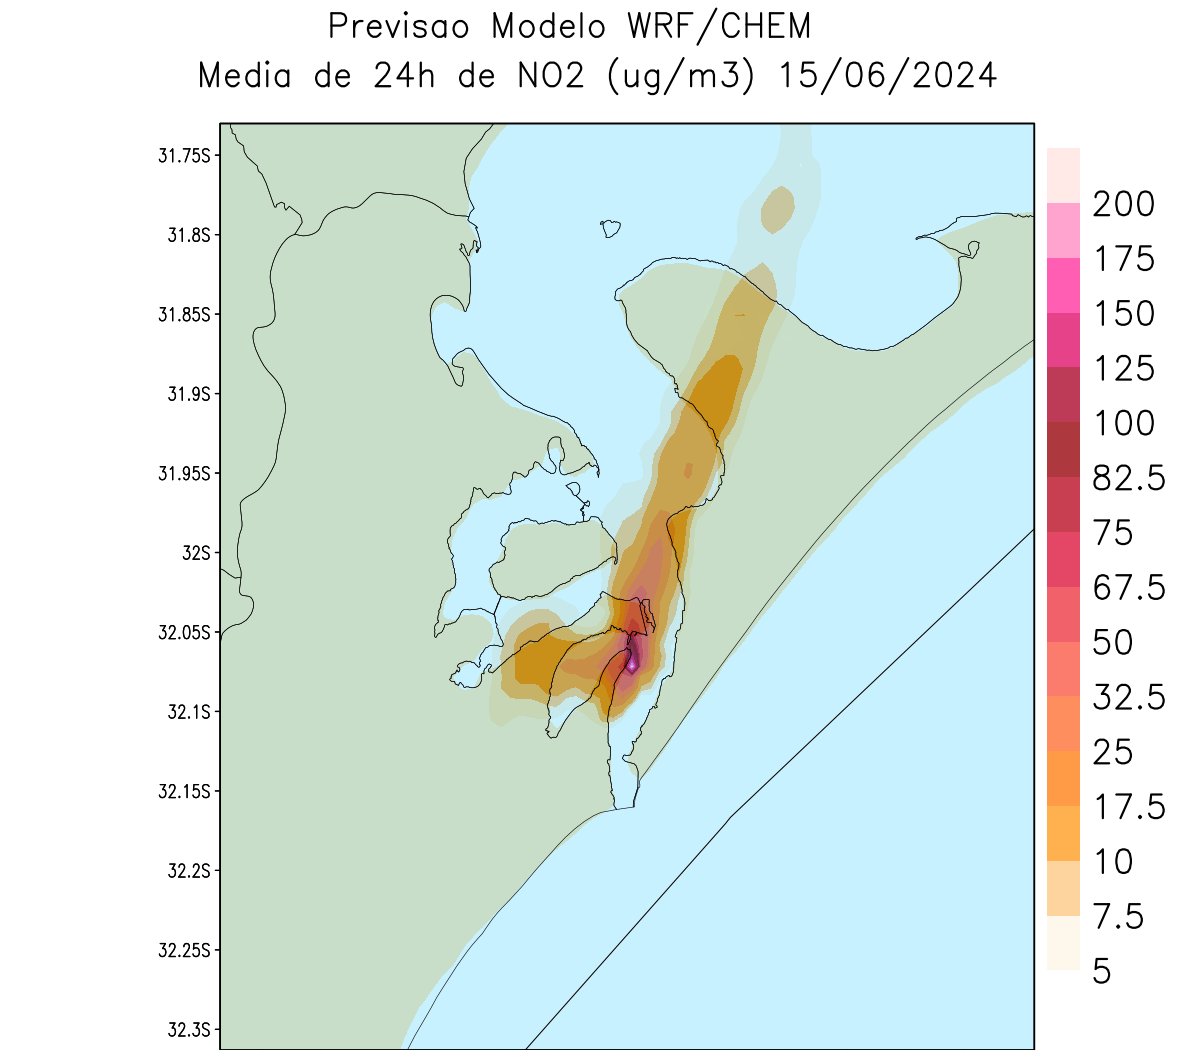 Previsao Modelo WRF/CHEM
Media de 24h de NO2 (ug/m3) 15/06/2024
31.75S
31.8S
31.85S
31.9S
31.95S
32S
32.05S
32.1S
32.15S
32.2S
32.25S
32.3S
200
175
150
125
100
82.5
75
67.5
50
32.5
25
17.5
10
7.5
5